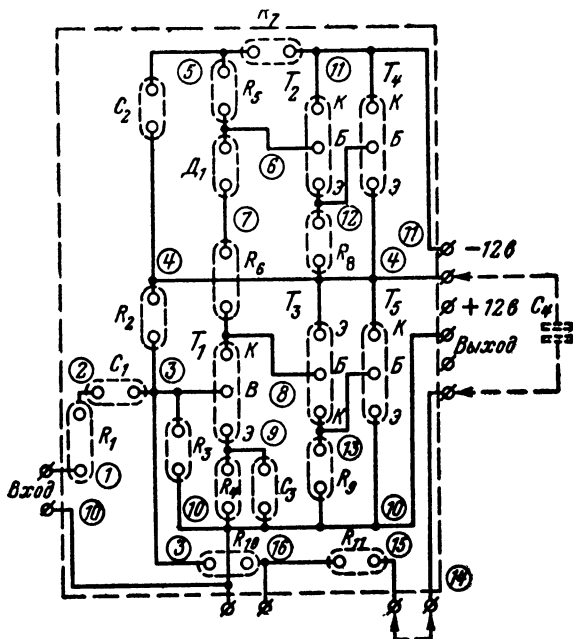 R7
5
11
T2
T4
C2
R5
К
К
Б
Б
6
Д1
Э
Э
7
12
11
R8
-12в
4
R6
4
R2
T3
T5
+12в
C4
T1
Э
К
К
Выход
2
C1
3
Б
Б
В
8
К
Э
Э
9
R1
R3
13
1
R4
C3
R9
Вход
10
10
10
3
R10
16
R11
15
14